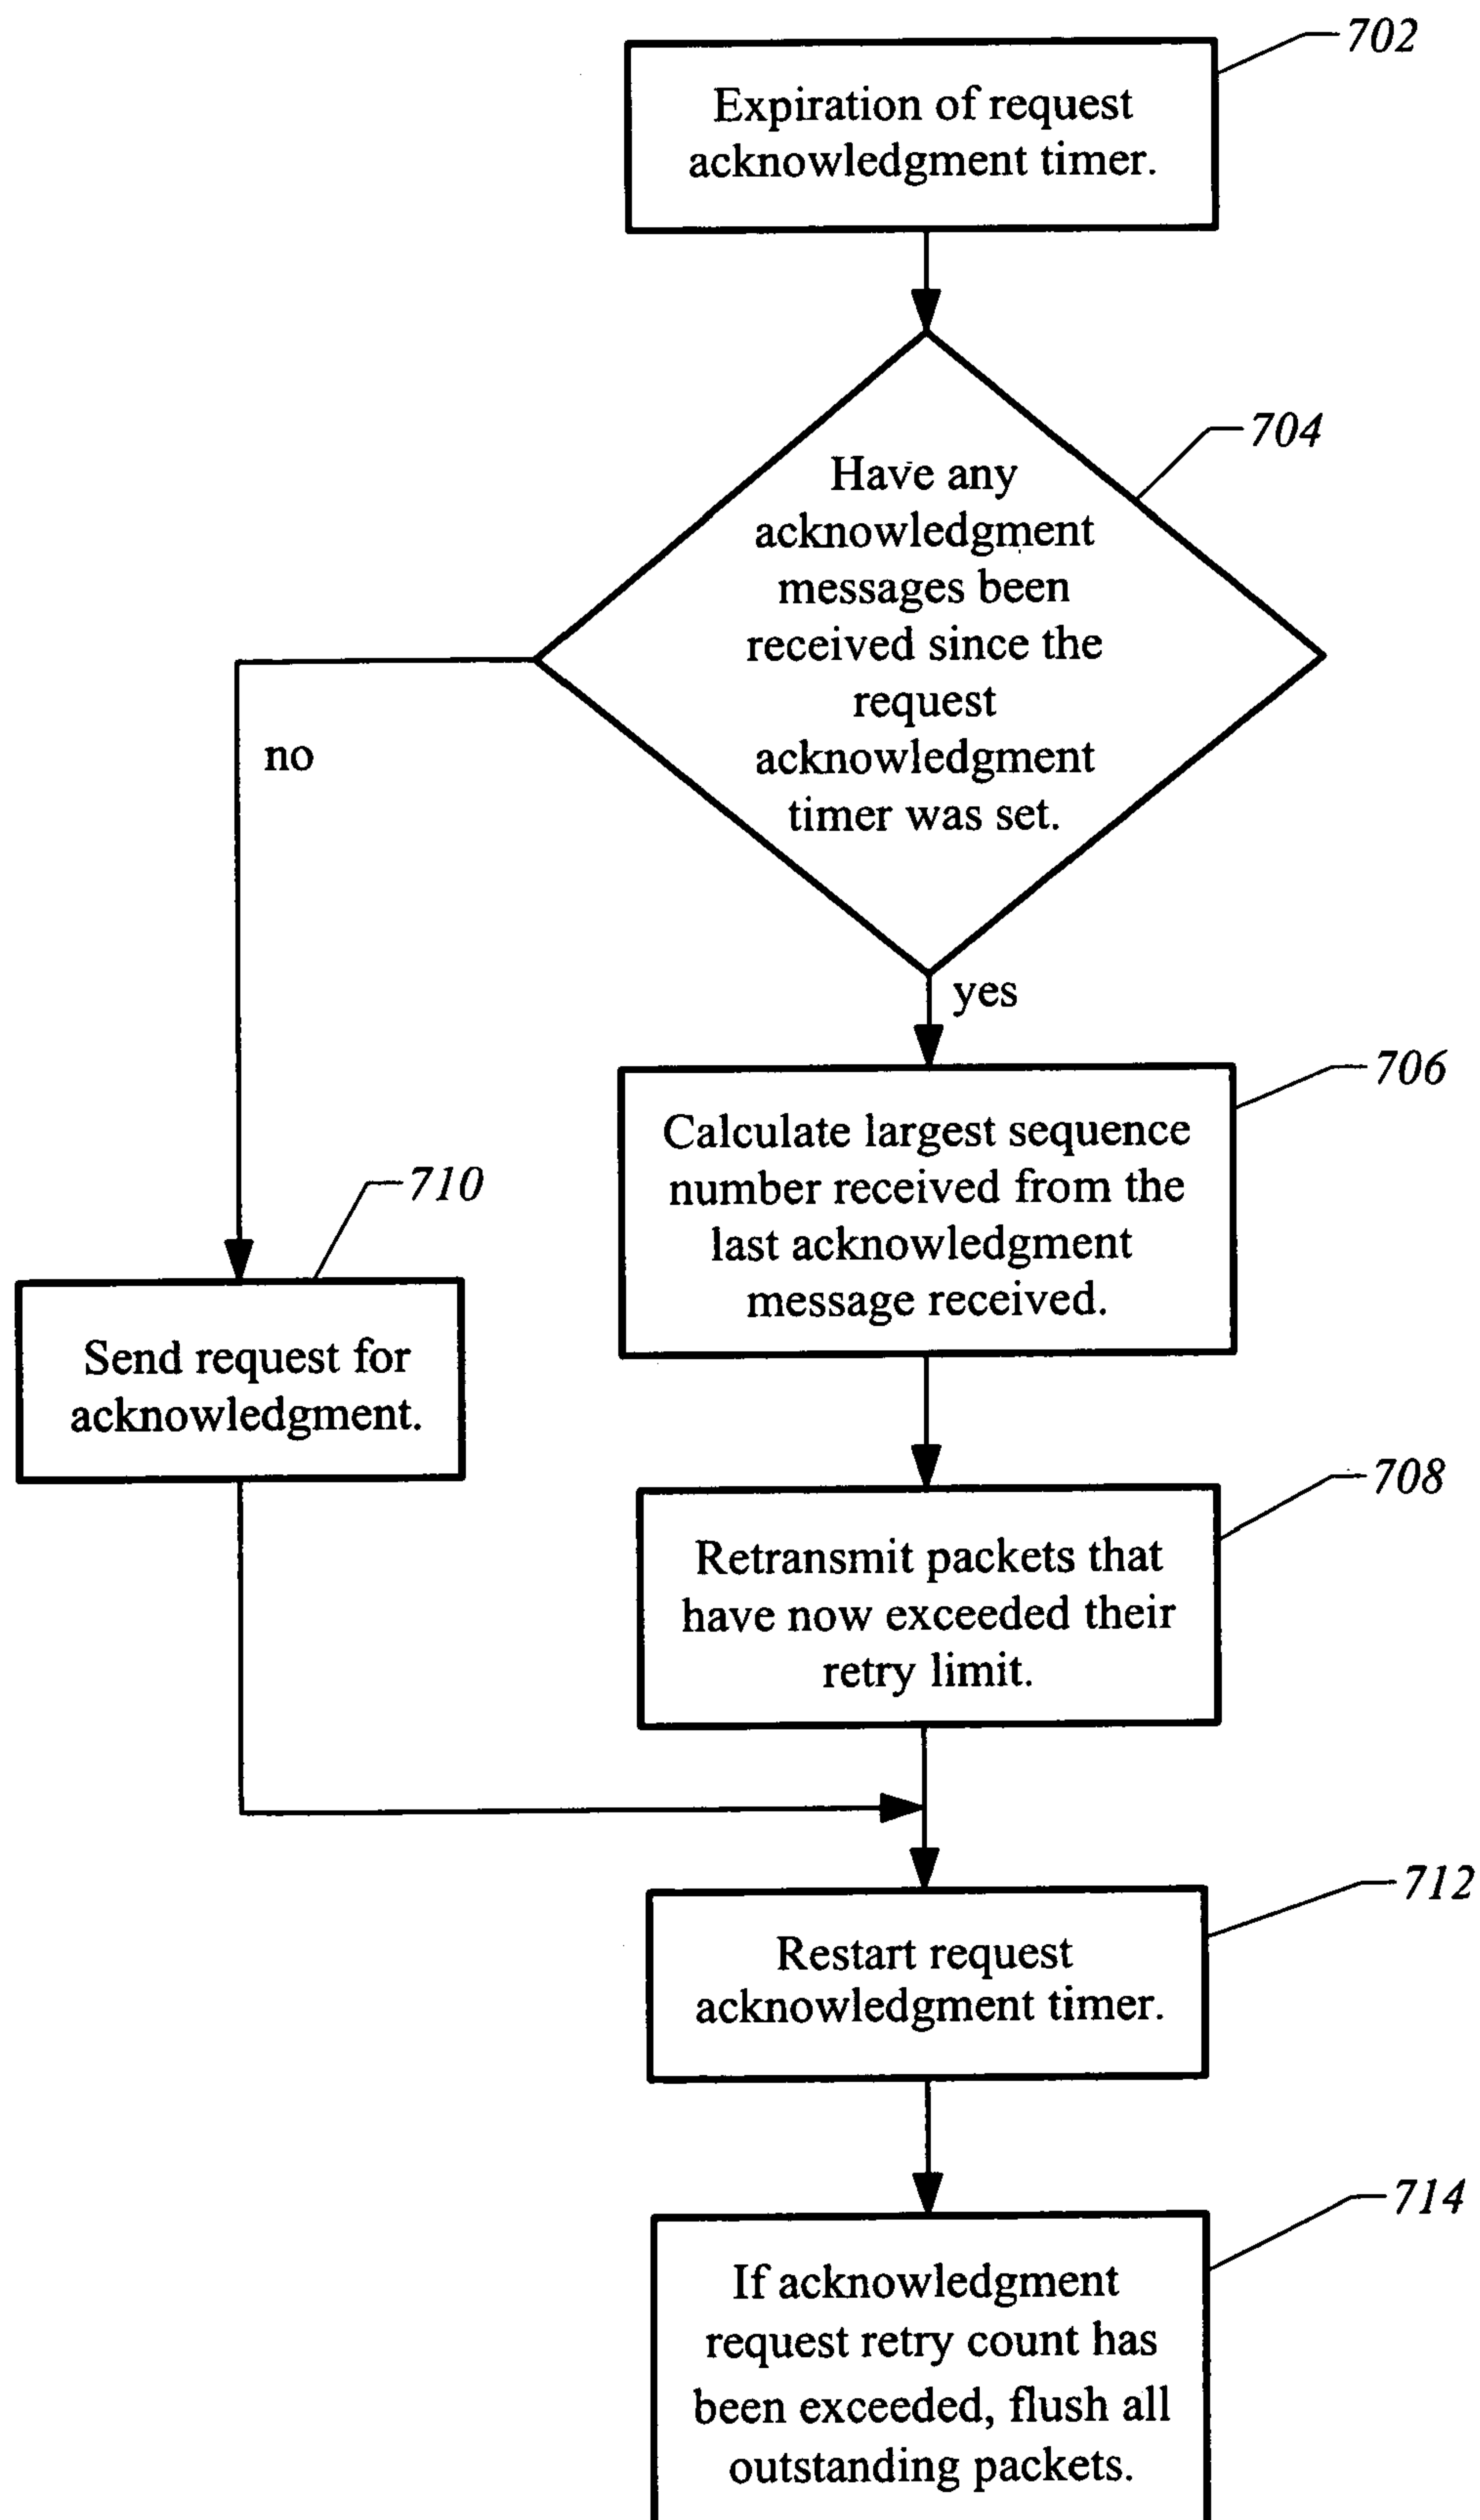 702
Expiration of request
acknowledgment timer.
704
Have any
acknowledgment
messages been
received since the
request
acknowledgment
timer was set.
no
yes
706
Calculate largest sequence
number received from the
last acknowledgment
message received.
710
Send request for
acknowledgment.
708
Retransmit packets that
have now exceeded their
retry limit.
712
Restart request
acknowledgment timer.
714
If acknowledgment
request retry count has
been exceeded, flush all
outstanding packets.